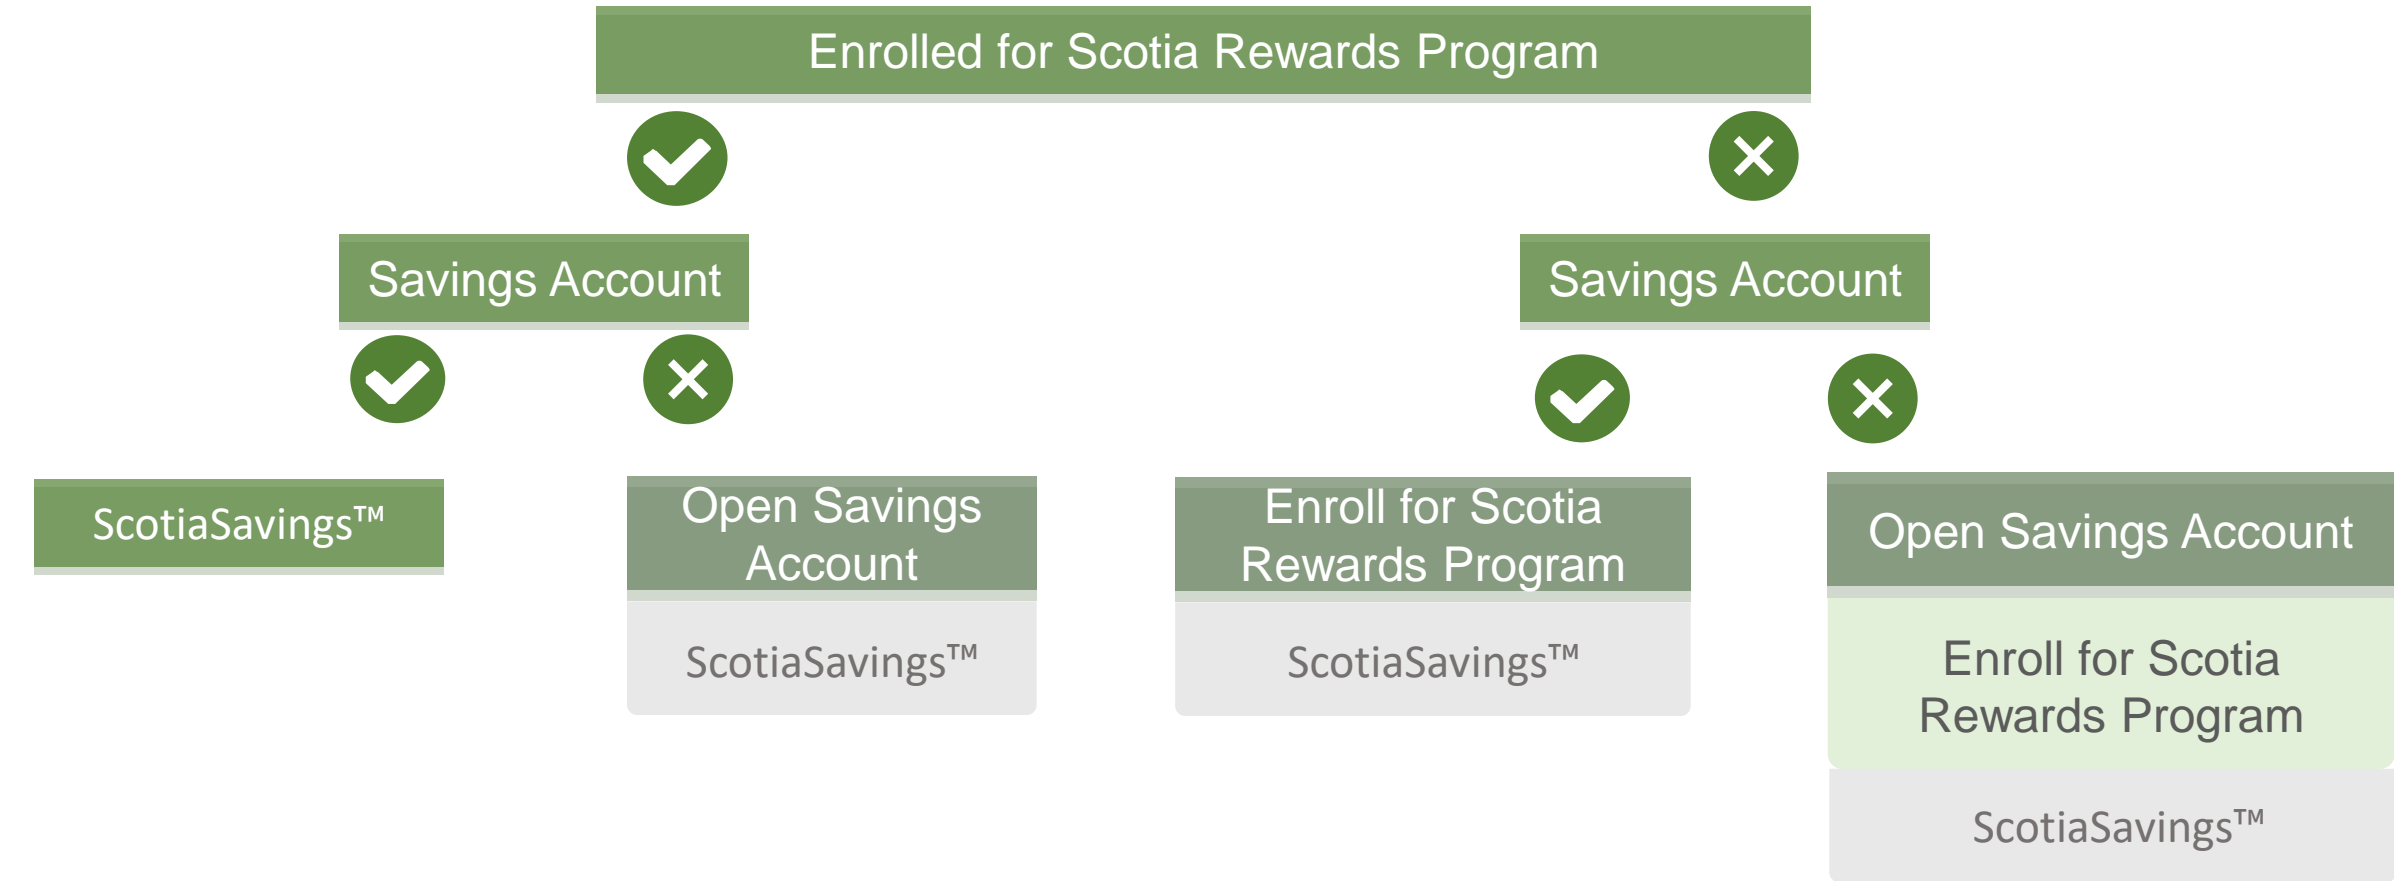 Enrolled for Scotia Rewards Program
Savings Account
Savings Account
ScotiaSavings™
Open Savings
Account
ScotiaSavings™
Enroll for Scotia
Rewards Program
ScotiaSavings™
Open Savings Account
Enroll for Scotia
Rewards Program
ScotiaSavings™